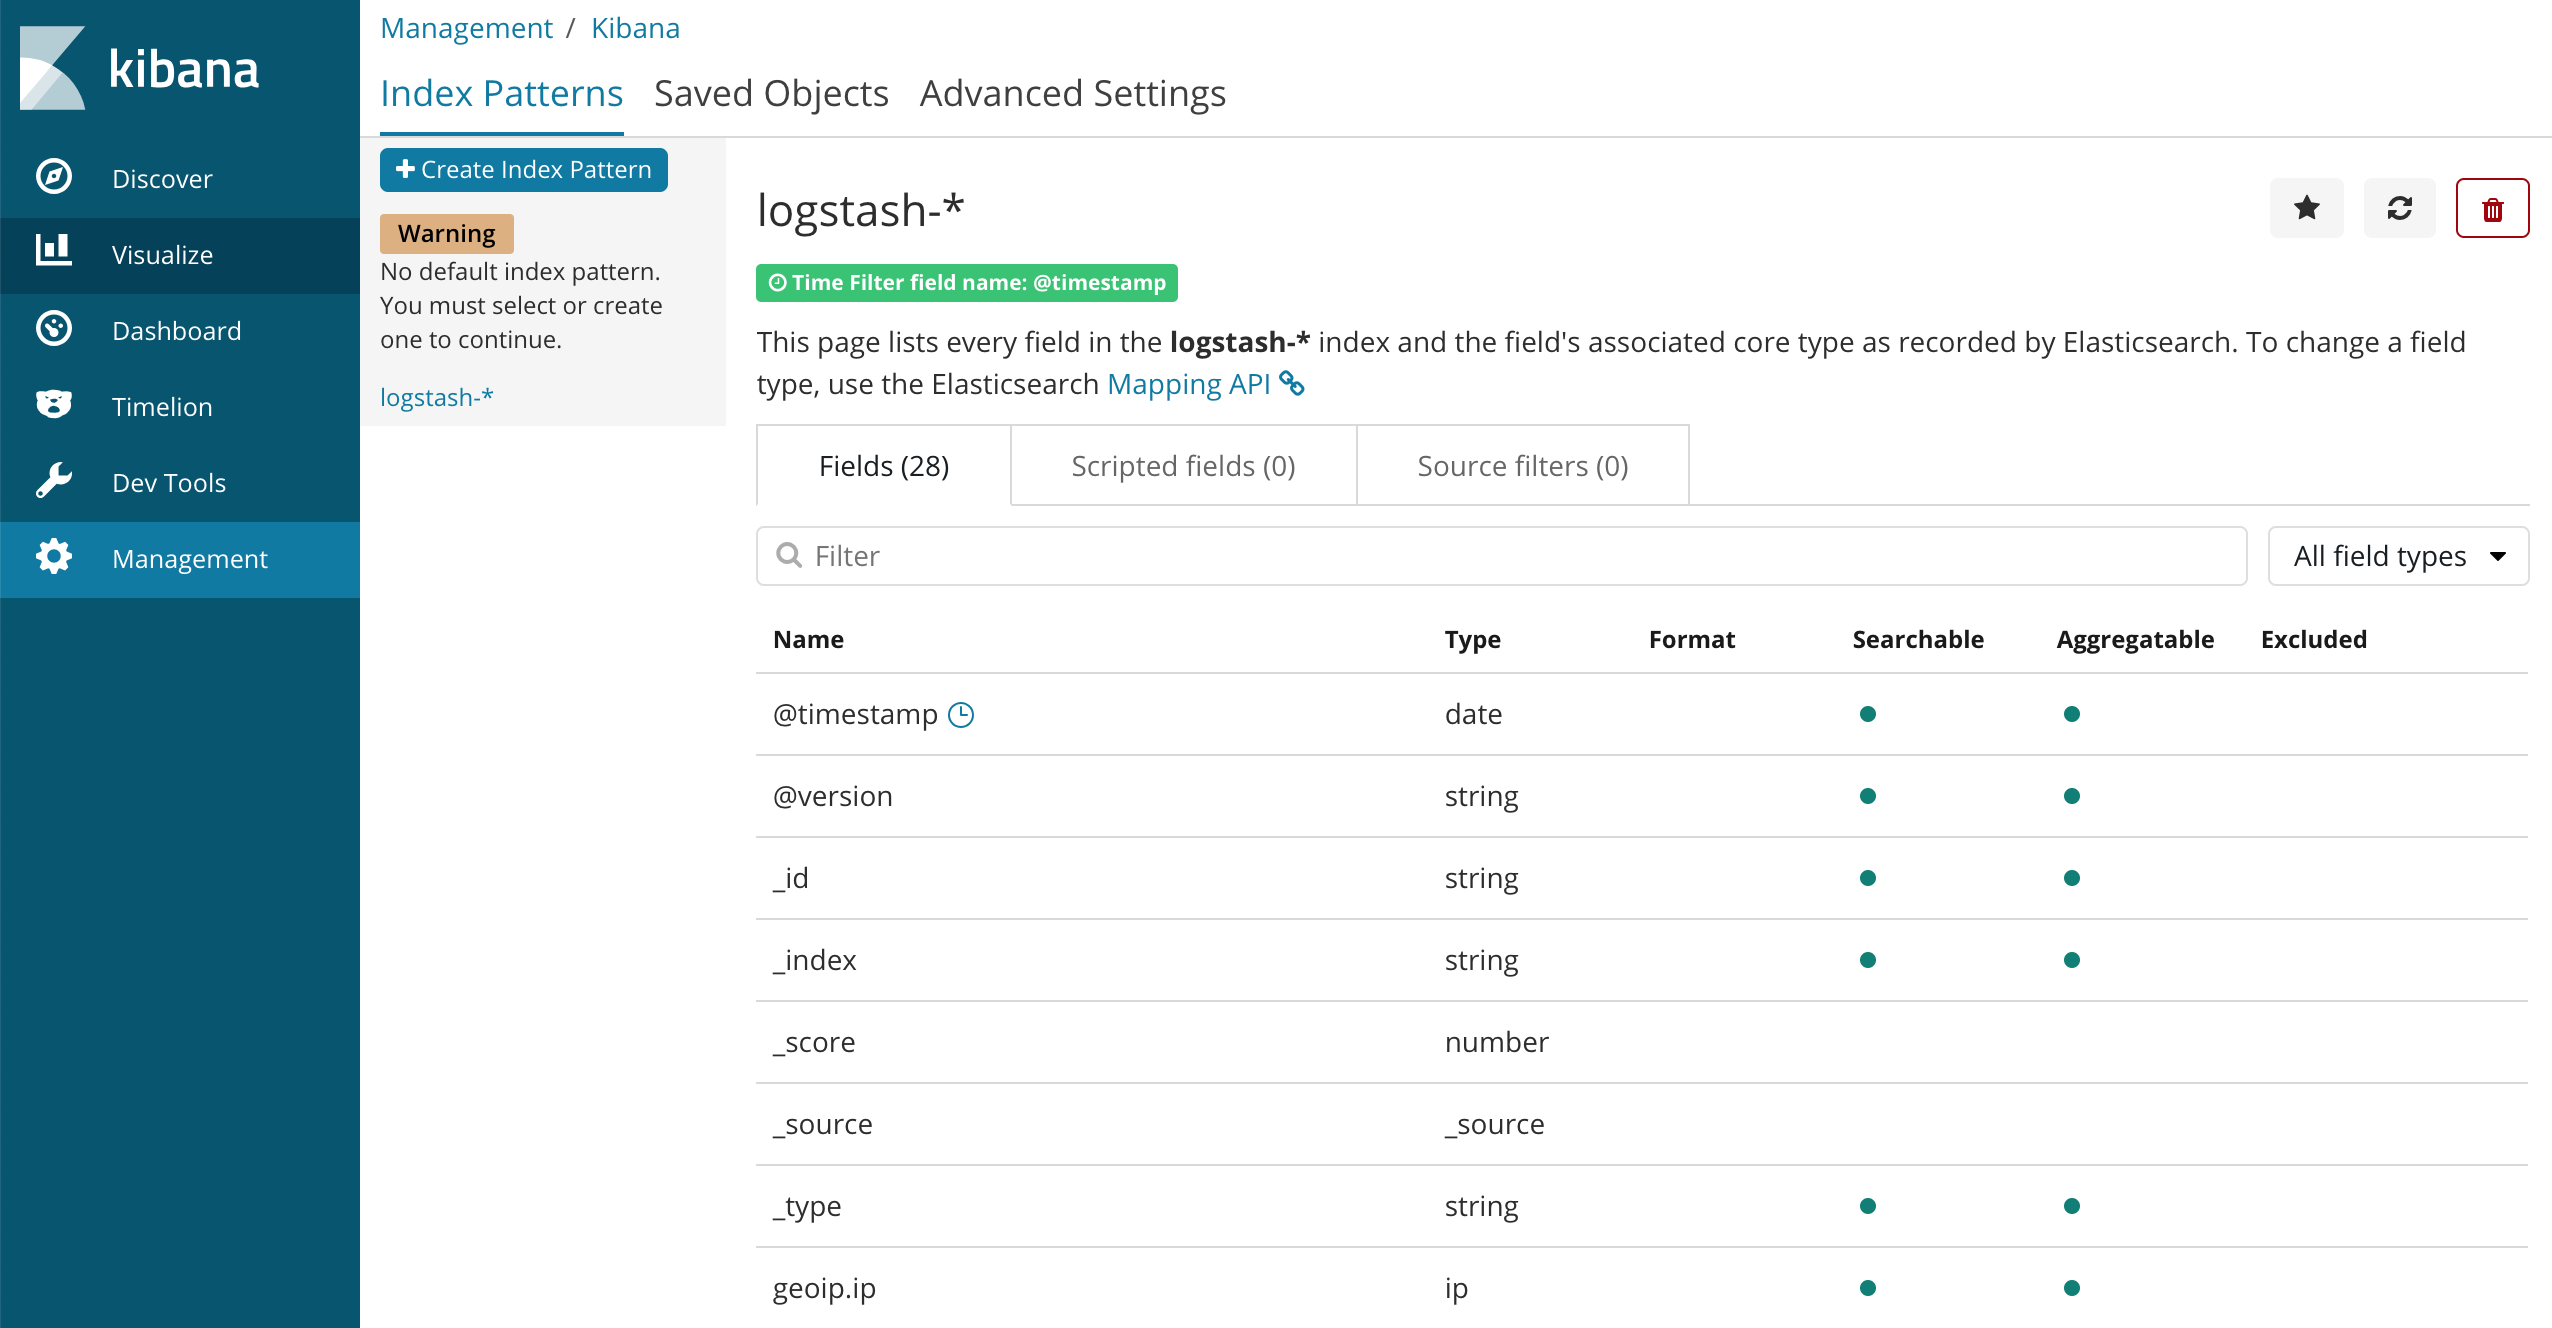 kibana
Discover
Visualize
Dashboard
Timelion
Dev Tools
Management
Management / Kibana
Index Patterns Saved Objects Advanced Settings
Create Index Pattern
Warning
No default index pattern.
You must select or create
one to continue.
logstash-*
logstash-*
Time Filter field name: @timestamp
This page lists every field in the logstash-* index and the field's associated core type as recorded by Elasticsearch. To change a field
type, use the Elasticsearch Mapping API
Fields (28) Scripted fields (0) Source filters (0)
Filter All field types
Name Type Format Searchable Aggregatable Excluded
@timestamp date
@version string
_id string
_index string
_score number
_source _source
_type string
geoip.ip ip